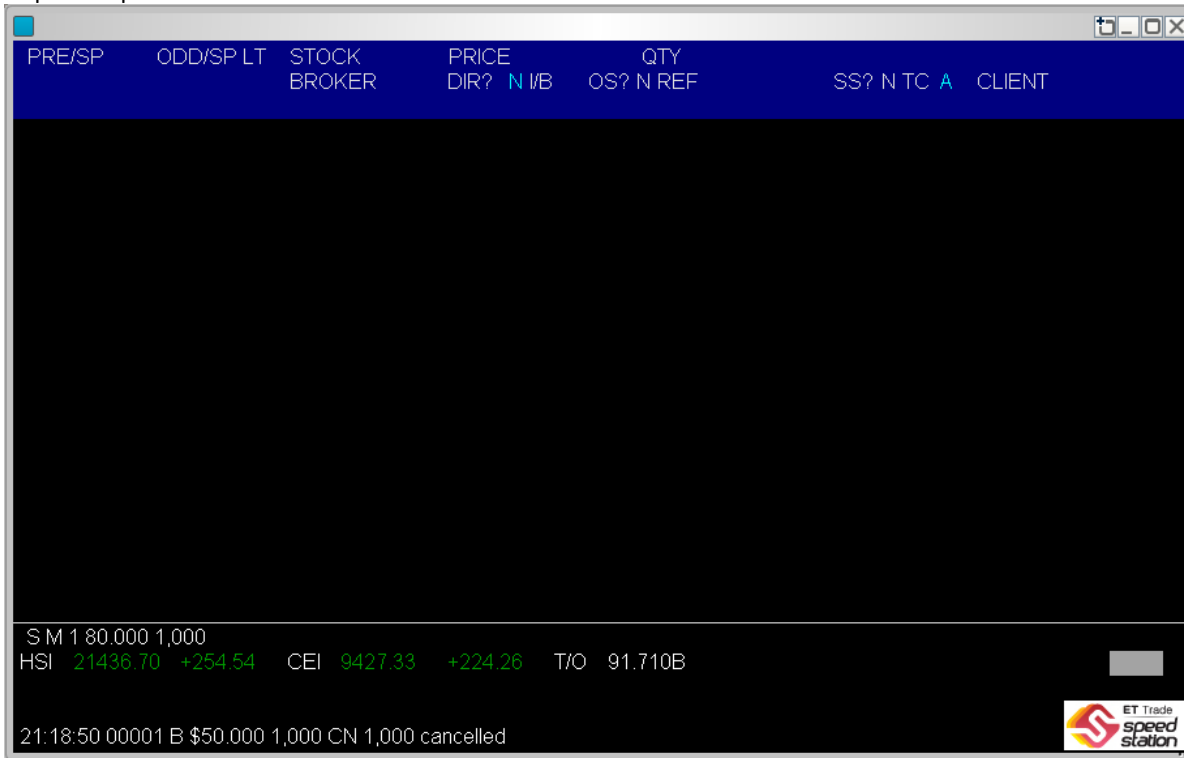 PRE/SP ODD/SP LT STOCK PRICE QTY
BROKER DIR? N I/B OS? N REF SS? N TC A CLIENT
S M 1 80.000 1,000
HSI 21436.70 +254.54 CEI 9427.33 +224.26 T/O 91.710B
21:18:50 00001 B $50.000 1,000 CN 1,000 cancelled
ET Trade
speed
station